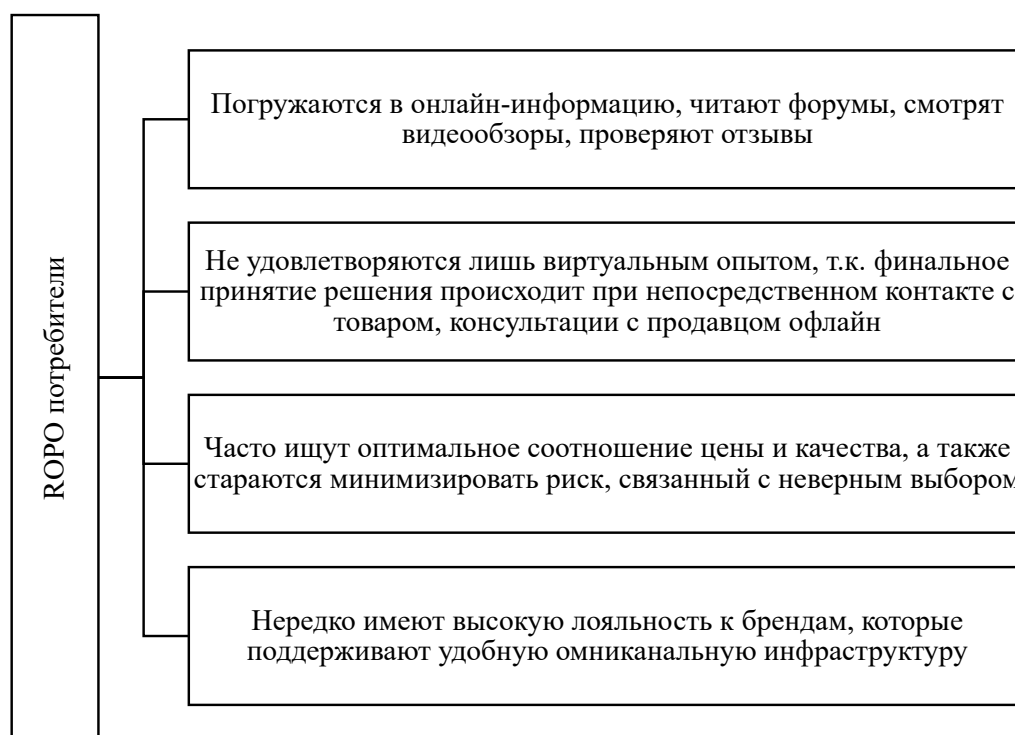 ROPO потребители
Погружаются в онлайн-информацию, читают форумы, смотрят
видеообзоры, проверяют отзывы
Не удовлетворяются лишь виртуальным опытом, т.к. финальное
принятие решения происходит при непосредственном контакте с
товаром, консультации с продавцом офлайн
Часто ищут оптимальное соотношение цены и качества, а также
стараются минимизировать риск, связанный с неверным выбором
Нередко имеют высокую лояльность к брендам, которые
поддерживают удобную омниканальную инфраструктуру